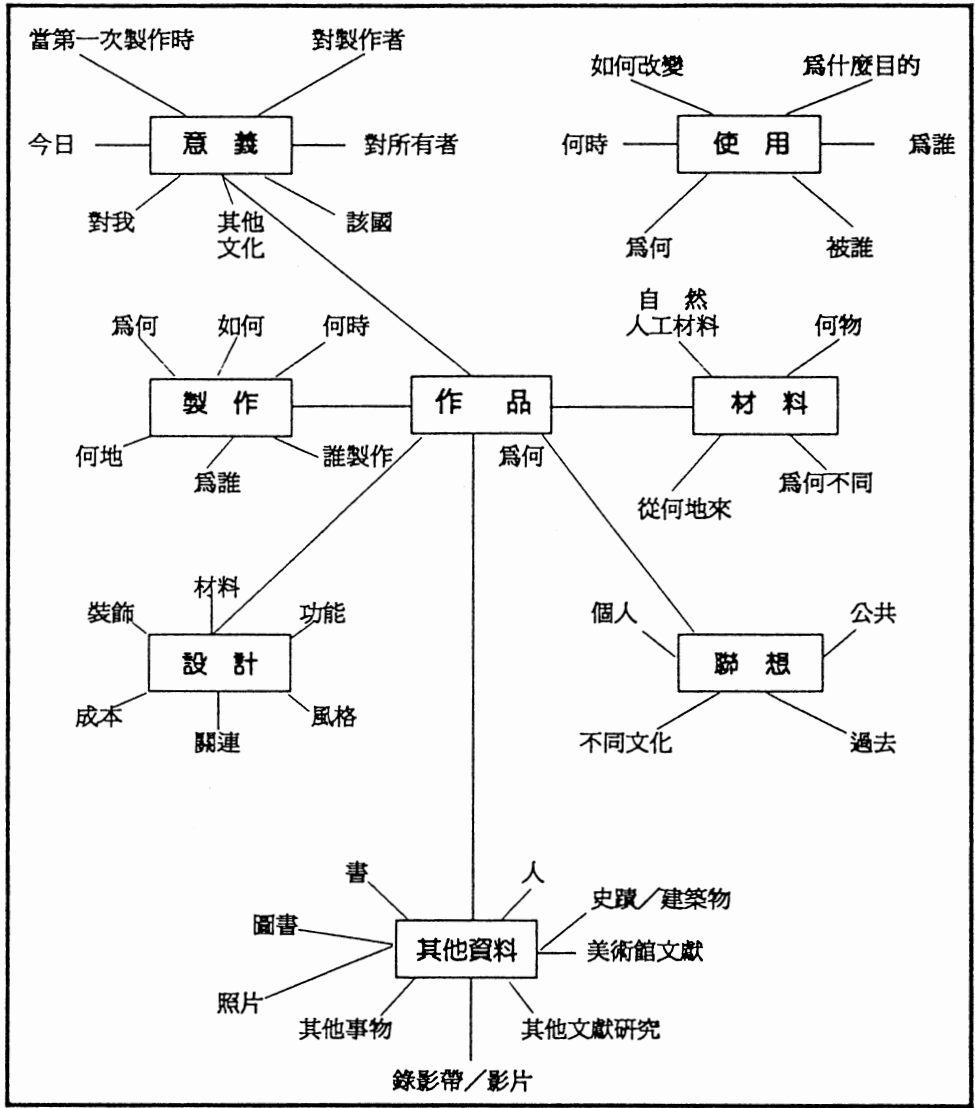 當第一次製作時
對製作者
今日
意義
對所有者
對我
其他
文化
該國
如何改變
爲什麼目的
何時
使用
爲誰
爲何
被誰
爲何
如何
何時
製作
何地
爲誰
誰製作
作品
爲何
自然
人工材料
何物
材料
從何地來
爲何不同
材料
裝飾
功能
設計
成本
關連
風格
個人
公共
聯想
不同文化
過去
書
人
圖書
史蹟／建築物
其他資料
美術館文獻
照片
其他事物
其他文獻研究
錄影帶／影片